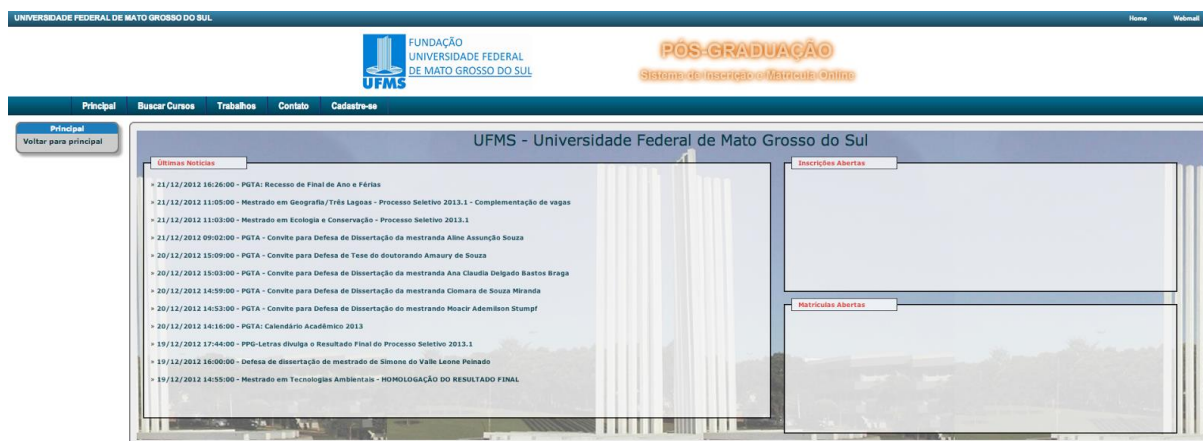 UNIVERSIDADE FEDERAL DE MATO GROSSO DO SUL
Home Webmail
FUNDAÇÃO
UNIVERSIDADE FEDERAL
DE MATO GROSSO DO SUL
UFMS
PÓS-GRADUAÇÃO
Sistema de Inscrição e Matrícula Online
Principal Buscar Cursos Trabalhos Contato Cadastre-se
Principal
Voltar para principal
UFMS - Universidade Federal de Mato Grosso do Sul
Últimas Notícias
» 21/12/2012 16:26:00 - PGTA: Recesso de Final de Ano e Férias
» 21/12/2012 11:05:00 - Mestrado em Geografia/Três Lagoas - Processo Seletivo 2013.1 - Complementação de vagas
» 21/12/2012 11:03:00 - Mestrado em Ecologia e Conservação - Processo Seletivo 2013.1
» 21/12/2012 09:02:00 - PGTA - Convite para Defesa de Dissertação da mestranda Aline Assunção Souza
» 20/12/2012 15:09:00 - PGTA - Convite para Defesa de Tese do doutorando Amaury de Souza
» 20/12/2012 15:03:00 - PGTA - Convite para Defesa de Dissertação da mestranda Ana Claudia Delgado Bastos Braga
» 20/12/2012 14:59:00 - PGTA - Convite para Defesa de Dissertação da mestranda Ciomara de Souza Miranda
» 20/12/2012 14:53:00 - PGTA - Convite para Defesa de Dissertação do mestrando Moacir Ademilson Stumpf
» 20/12/2012 14:16:00 - PGTA: Calendário Acadêmico 2013
» 19/12/2012 17:44:00 - PPG-Letras divulga o Resultado Final do Processo Seletivo 2013.1
» 19/12/2012 16:00:00 - Defesa de dissertação de mestrado de Simone do Valle Leone Peinado
» 19/12/2012 14:55:00 - Mestrado em Tecnologias Ambientais - HOMOLOGAÇÃO DO RESULTADO FINAL
Inscrições Abertas
Matrículas Abertas